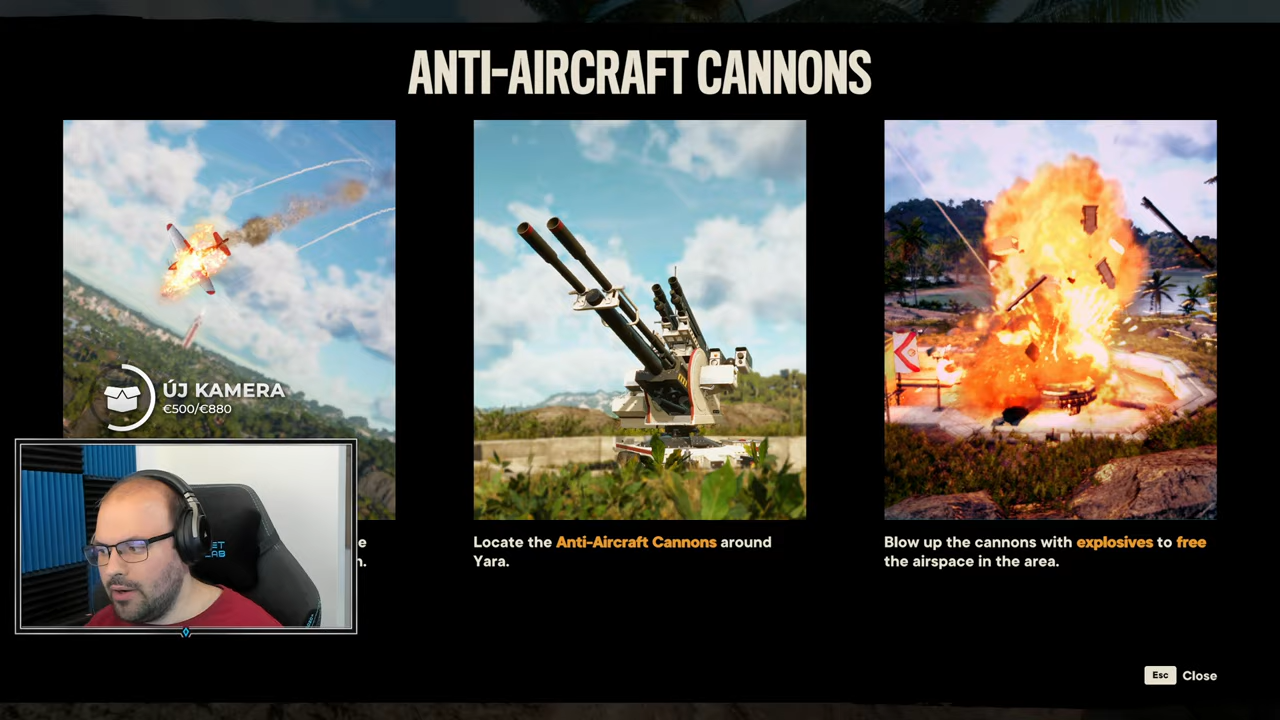 ANTI-AIRCRAFT CANNONS
ÚJ KAMERA
€500/€880
Locate the Anti-Aircraft Cannons around
Yara.
Blow up the cannons with explosives to free
the airspace in the area.
Esc Close